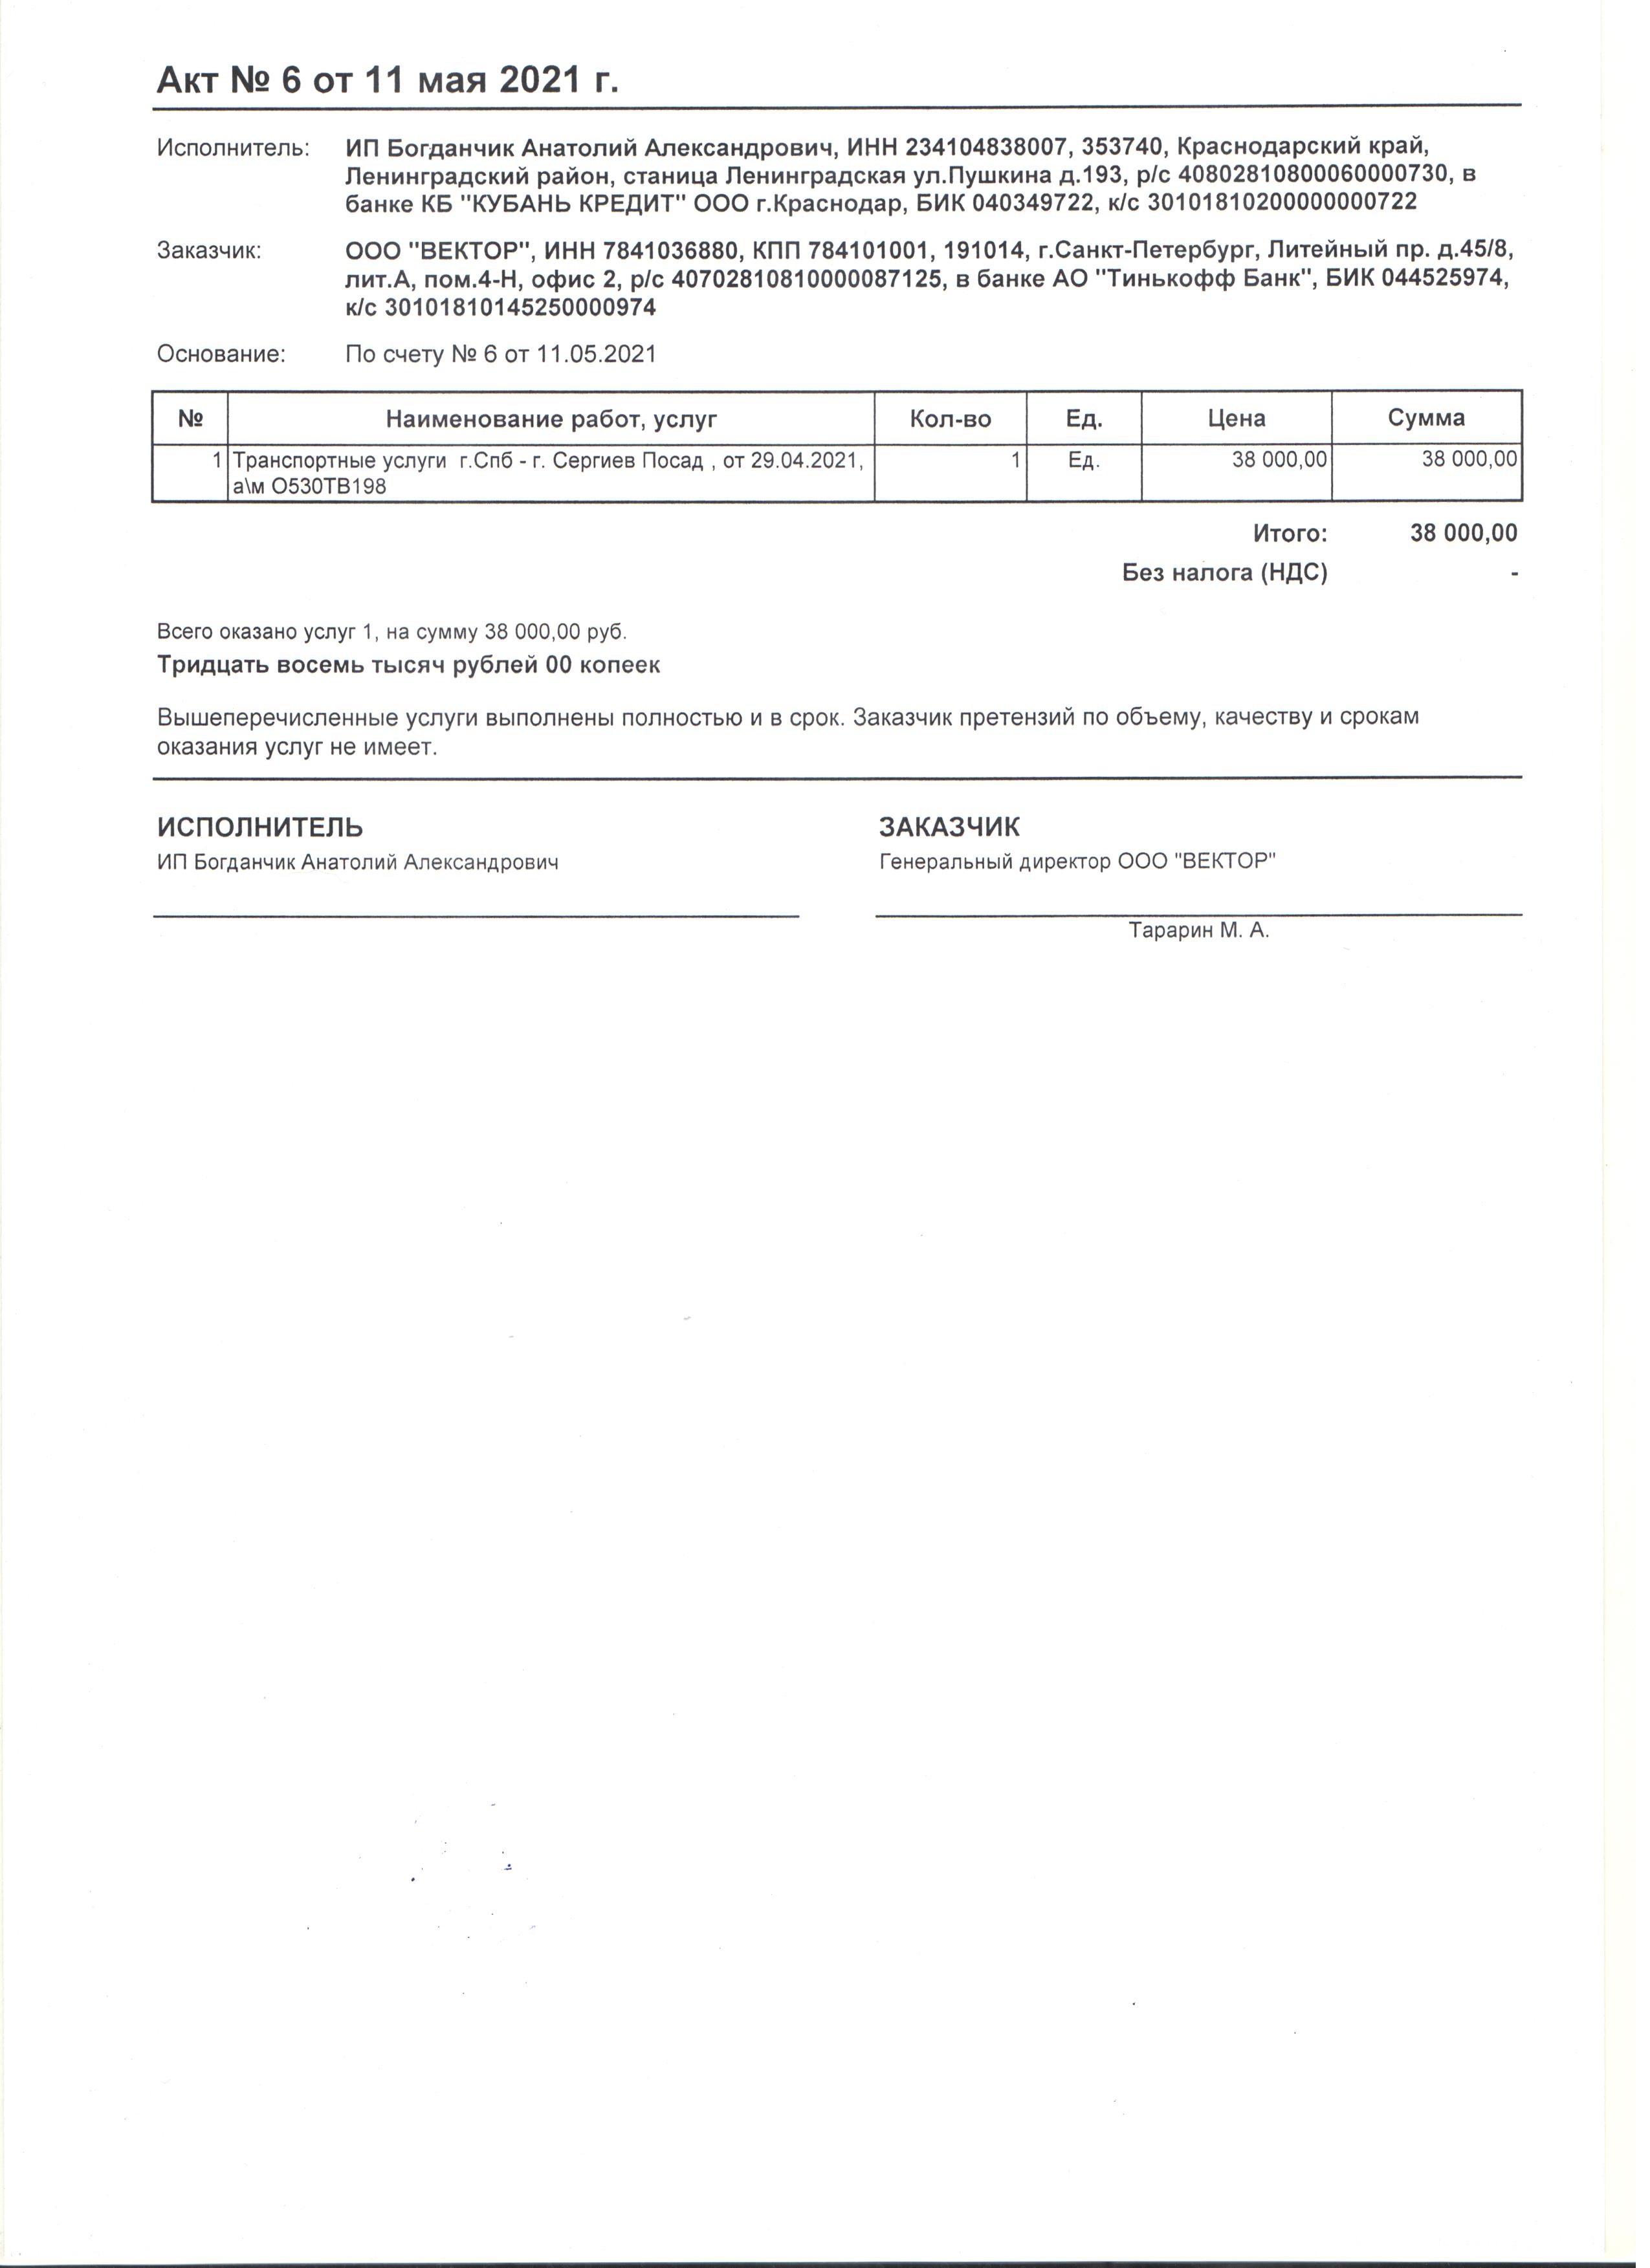 Акт № 6 от 11 мая 2021 г.
Исполнитель: ИП Богданчик Анатолий Александрович, ИНН 234104838007, 353740, Краснодарский край,
Ленинградский район, станица Ленинградская ул.Пушкина д.193, р/с 40802810800060000730, в
банке КБ "КУБАНЬ КРЕДИТ" ООО г.Краснодар, БИК 040349722, к/с 30101810200000000722
Заказчик: ООО "ВЕКТОР", ИНН 7841036880, КПП 784101001, 191014, г.Санкт-Петербург, Литейный пр. д.45/8,
лит.А, пом.4-Н, офис 2, р/с 40702810810000087125, в банке АО "Тинькофф Банк", БИК 044525974,
к/с 30101810145250000974
Основание: По счету № 6 от 11.05.2021
№ Наименование работ, услуг Кол-во Ед. Цена Сумма
1 Транспортные услуги г.Спб - г. Сергиев Посад , от 29.04.2021, 1 Ед. 38 000,00 38 000,00
а\м О530ТВ198
Итого: 38 000,00
Без налога (НДС) -
Всего оказано услуг 1, на сумму 38 000,00 руб.
Тридцать восемь тысяч рублей 00 копеек
Вышеперечисленные услуги выполнены полностью и в срок. Заказчик претензий по объему, качеству и срокам
оказания услуг не имеет.
ИСПОЛНИТЕЛЬ ЗАКАЗЧИК
ИП Богданчик Анатолий Александрович Генеральный директор ООО "ВЕКТОР"
Тарарин М. А.